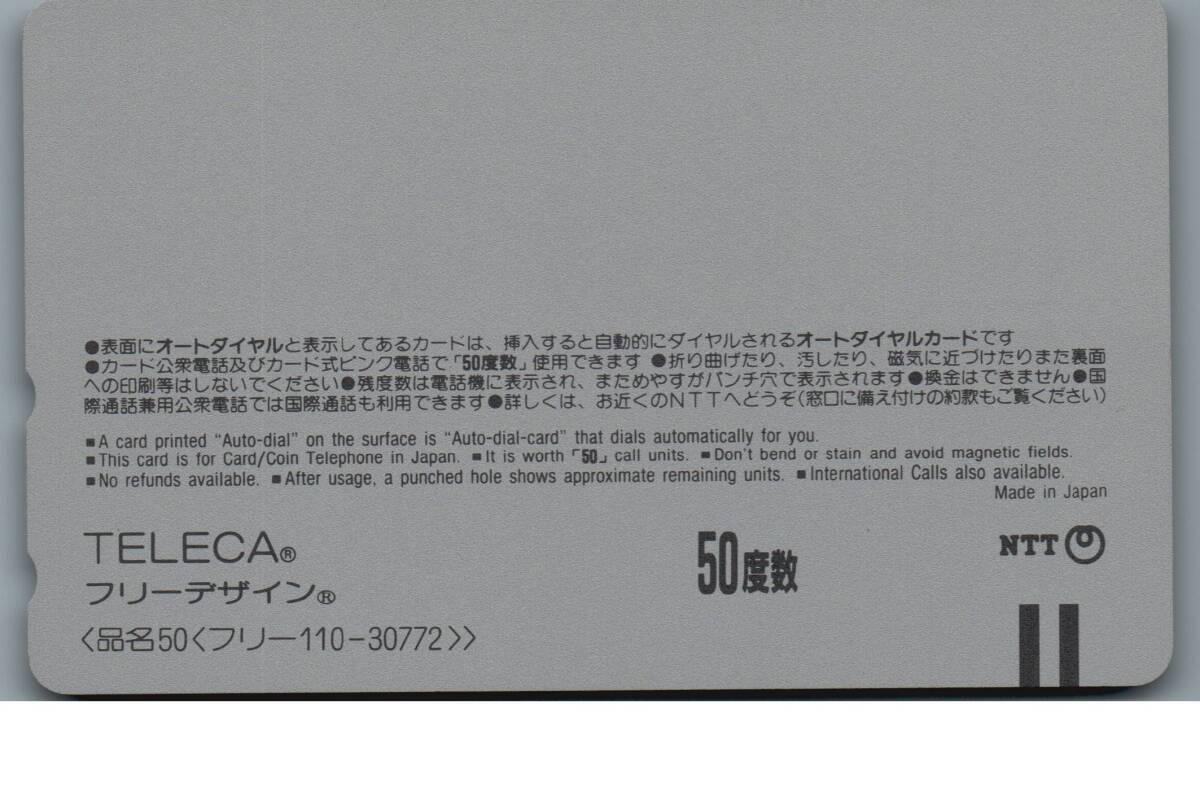 ●表面にオートダイヤルと表示してあるカードは、挿入すると自動的にダイヤルされるオートダイヤルカードです
●カード公衆電話及びカード式ピンク電話で「50度数」使用できます ●折り曲げたり、汚したり、磁気に近づけたりまた裏面
への印刷等はしないでください●残度数は電話機に表示され、まためやすがパンチ穴で表示されます●換金はできません●国
際通話兼用公衆電話では国際通話も利用できます●詳しくは、お近くのNTTへどうぞ(窓口に備え付けの約款もご覧ください)
■A card printed “Auto-dial” on the surface is “Auto-dial-card” that dials automatically for you.
■This card is for Card/Coin Telephone in Japan. ■It is worth「50」call units. ■Don't bend or stain and avoid magnetic fields.
■No refunds available. ■After usage, a punched hole shows approximate remaining units. ■International Calls also available.
Made in Japan
TELECA®
フリーデザイン®
50度数
NTT
〈品名50〈フリー110-30772〉〉